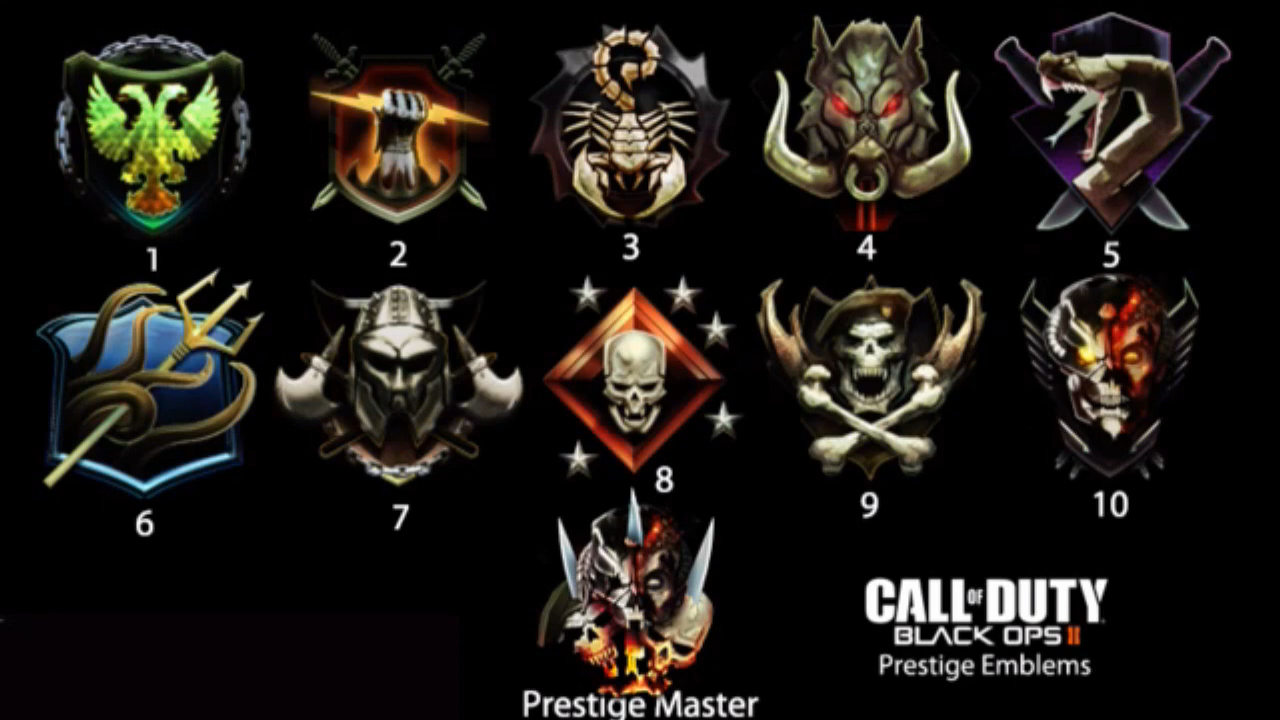 1
2
3
4
5
6
7
8
9
10
Prestige Master
CALL OF DUTY
BLACK OPS II
Prestige Emblems